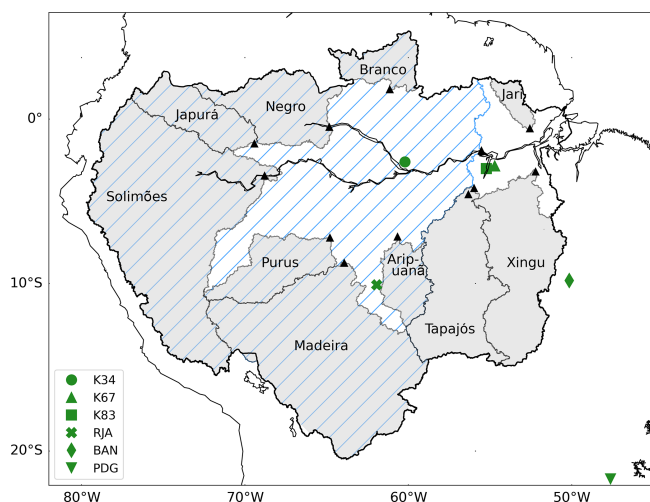 Branco
Negro
Jari
Japurá
0°
Solimões
Purus
Arip-
uanã
Xingu
10°S
Tapajós
Madeira
K34
K67
K83
RJA
BAN
PDG
20°S
80°W
70°W
60°W
50°W
40°W